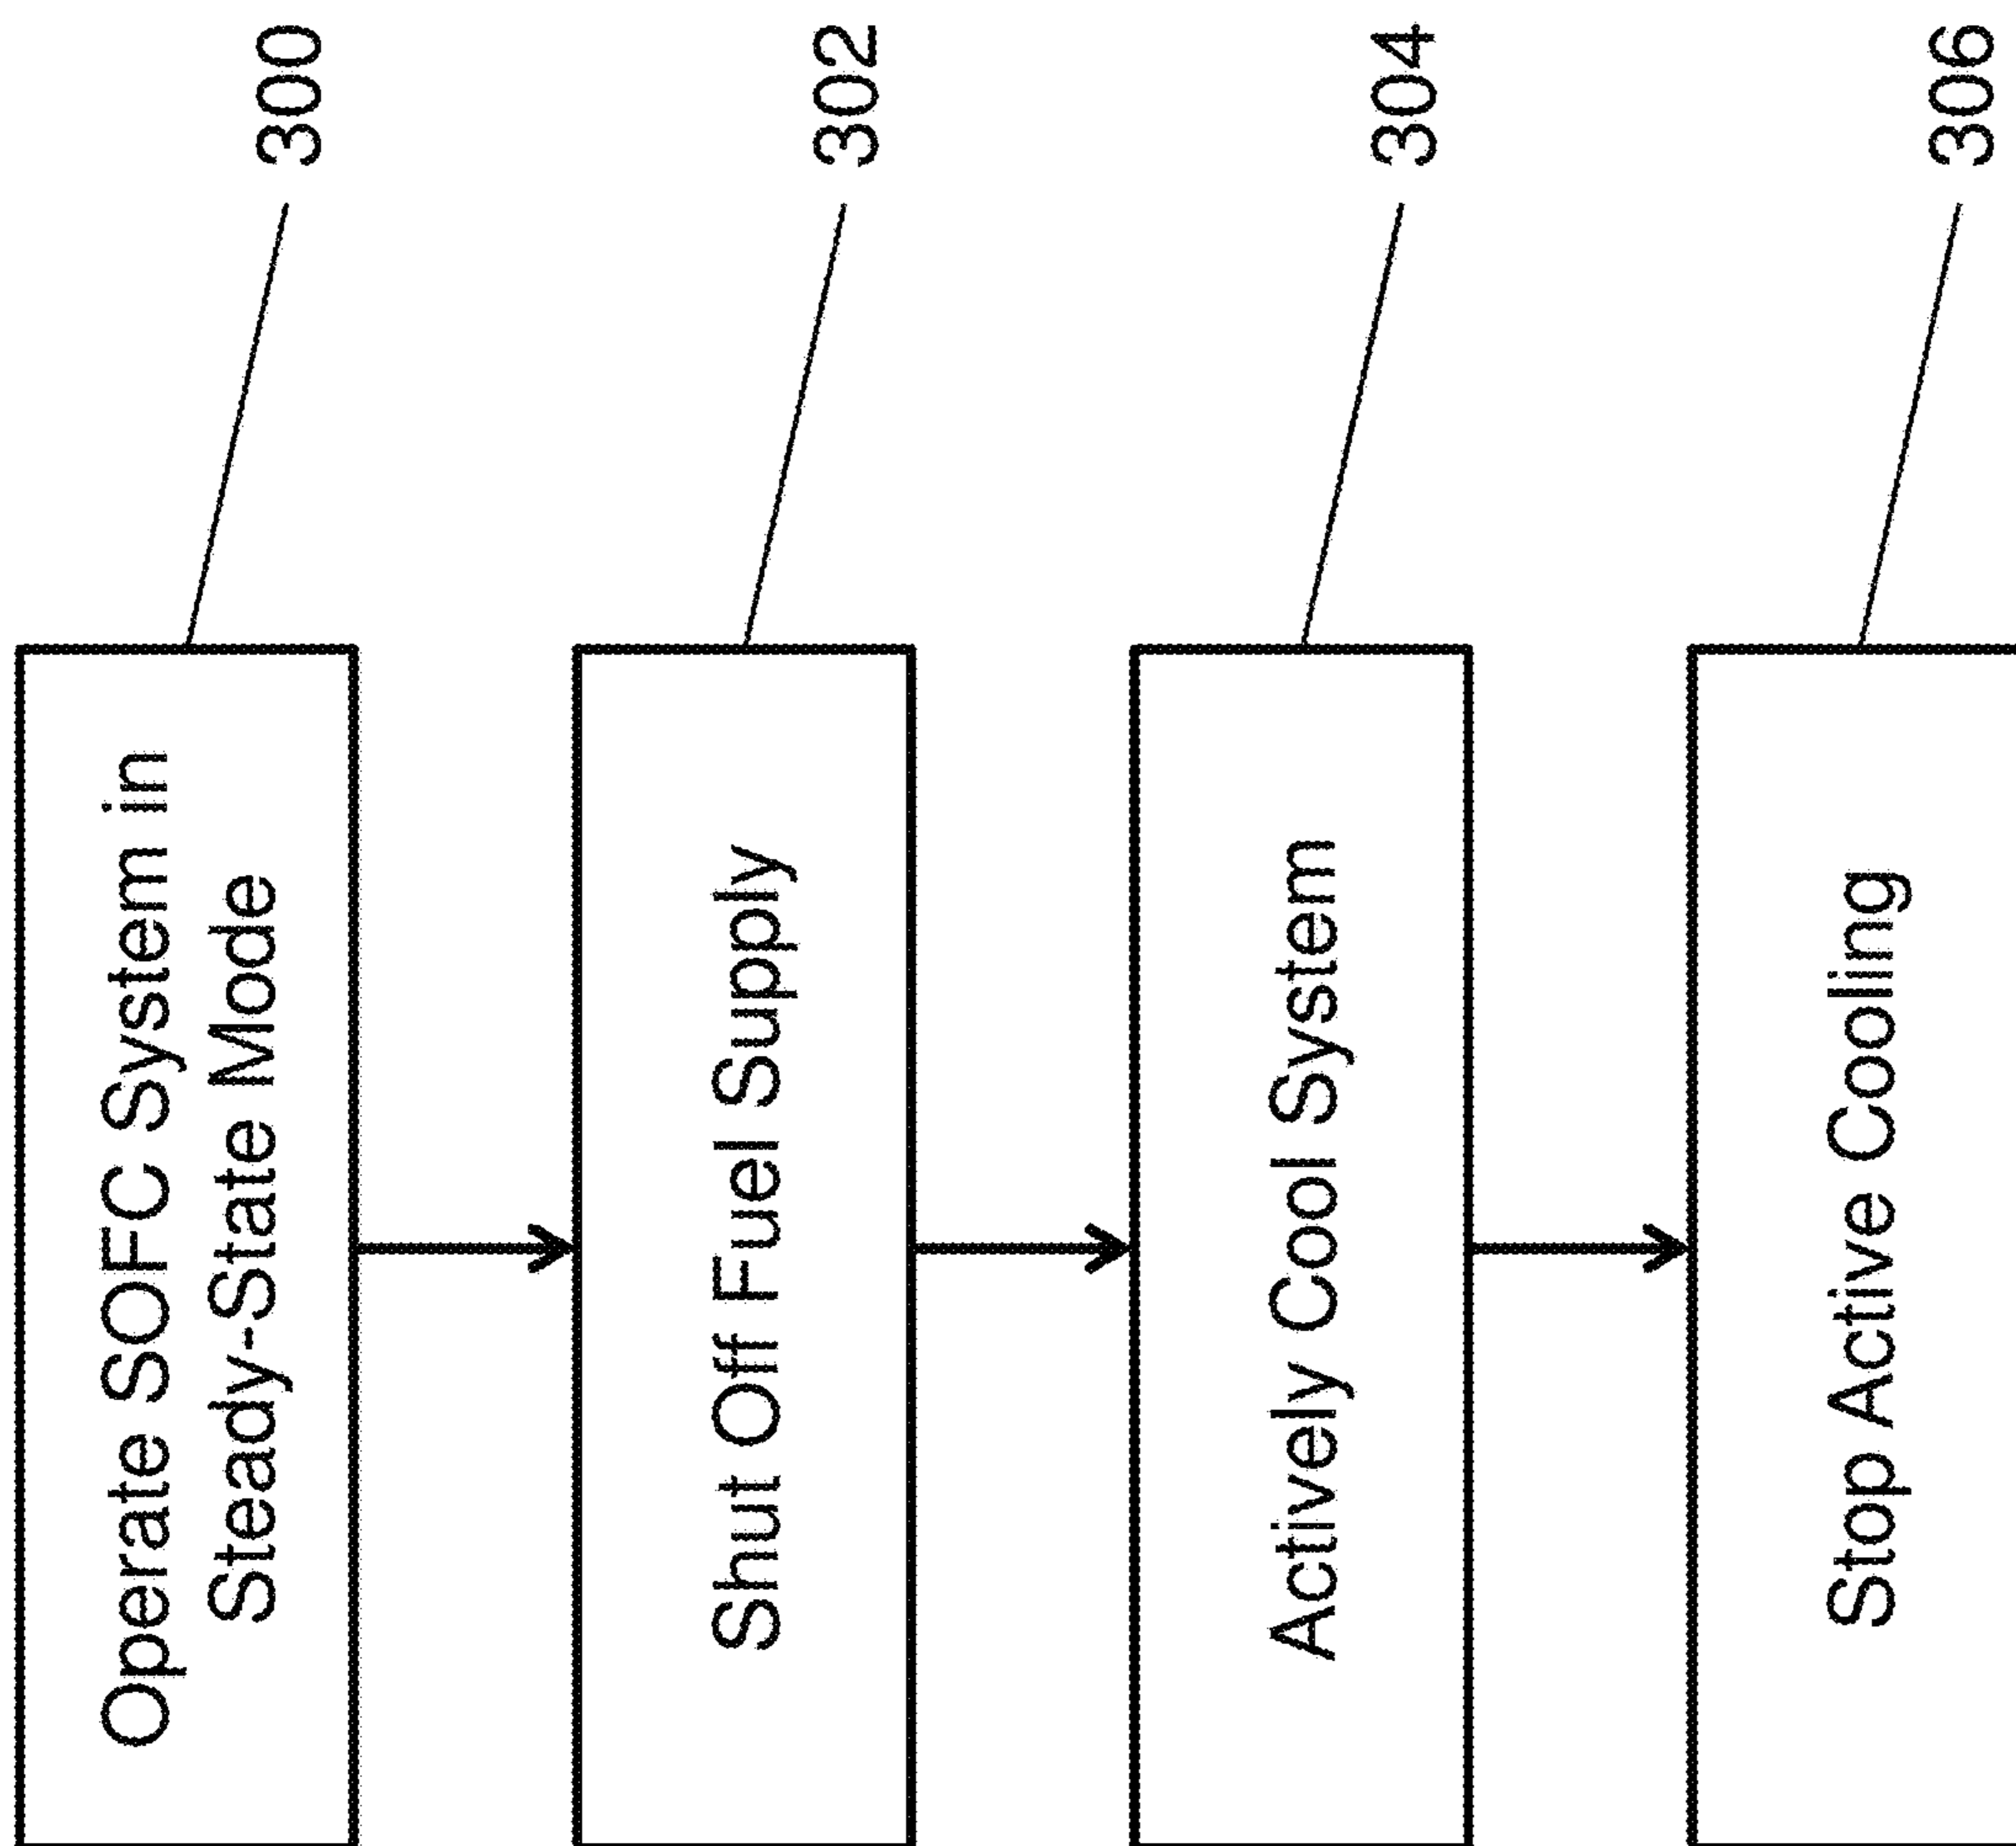 Operate SOFC System in
Steady-State Mode
300
Shut Off Fuel Supply
302
Actively Cool System
304
Stop Active Cooling
306